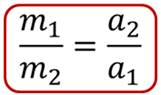 m₁/m₂ = a₂/a₁